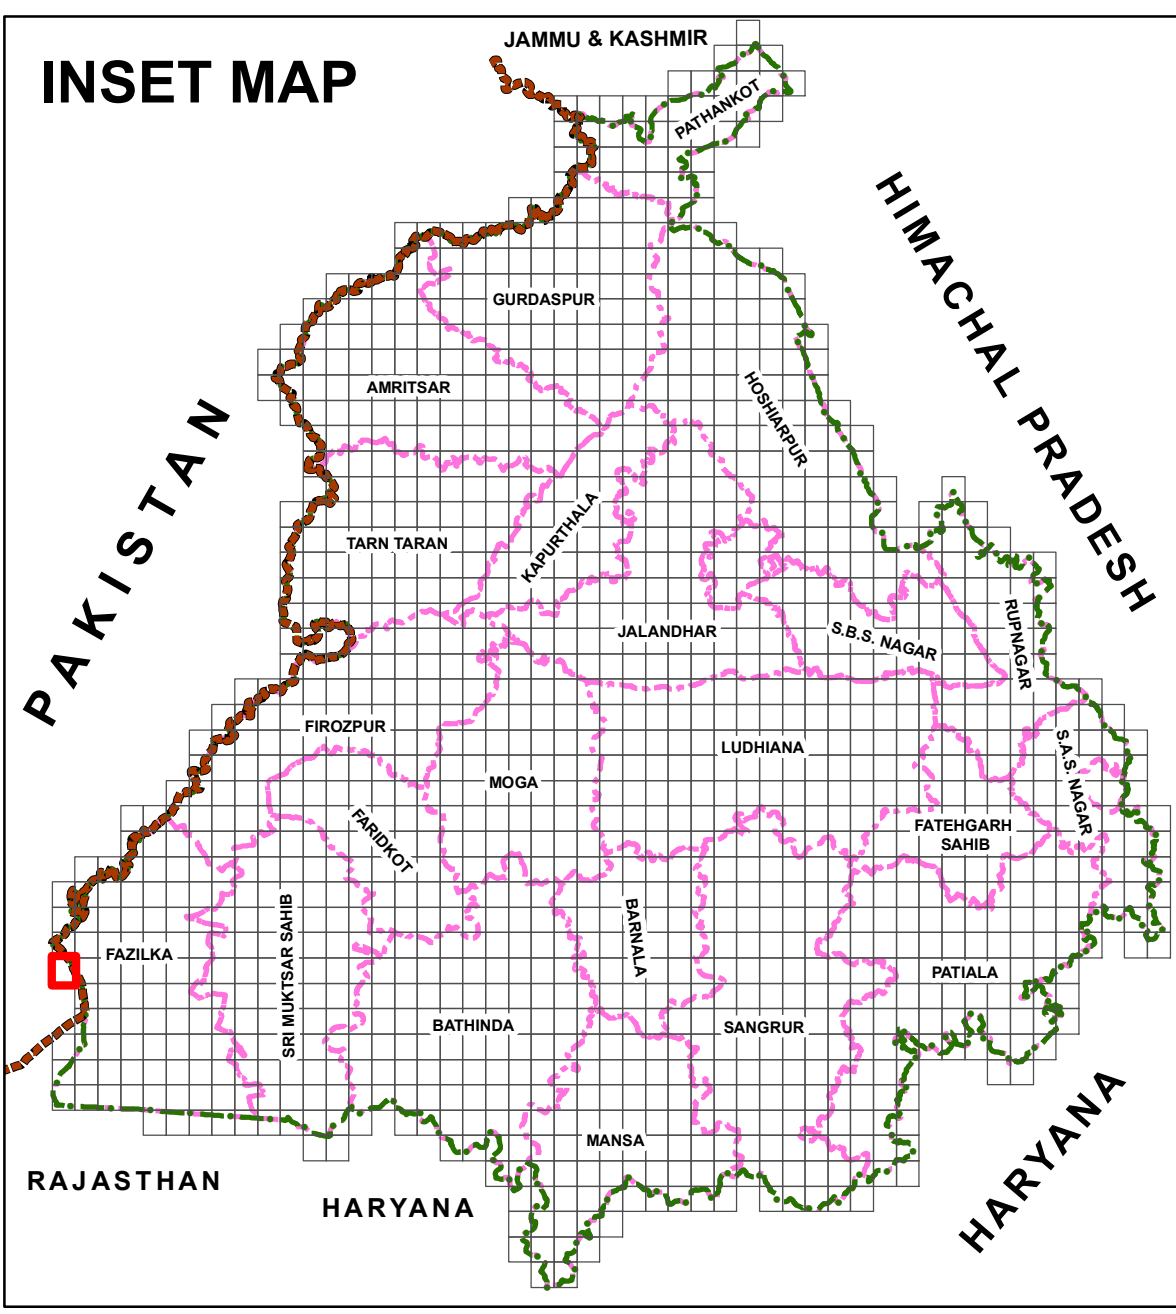 INSET MAP
JAMMU & KASHMIR
PATHANKOT
HIMACHAL PRADESH
GURDASPUR
AMRITSAR
HOSHIARPUR
PAKISTAN
KAPURTHALA
TARN TARAN
JALANDHAR
S.B.S. NAGAR
RUPNAGAR
FIROZPUR
LUDHIANA
S.A.S. NAGAR
MOGA
FARIDKOT
FATEHGARH
SAHIB
SRI MUKTSAR SAHIB
BARNALA
FAZILKA
PATIALA
BATHINDA
SANGRUR
MANSA
RAJASTHAN
HARYANA
HARYANA